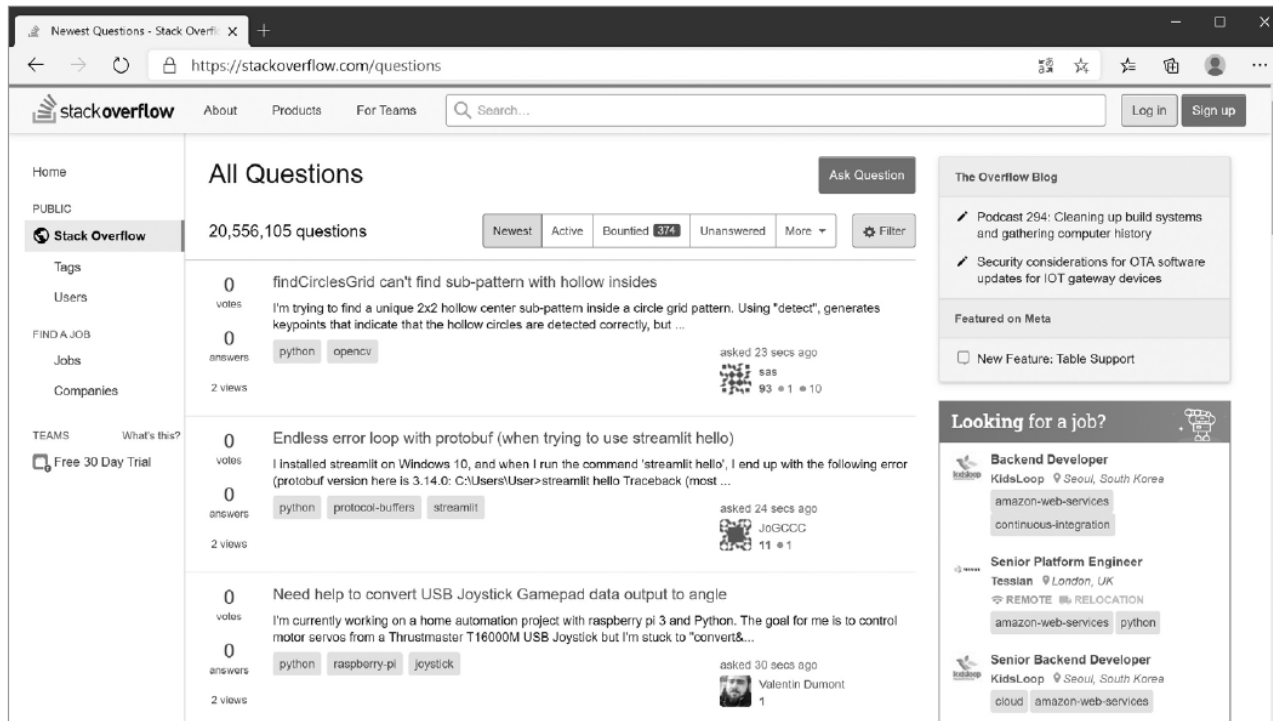 Newest Questions - Stack Overfl
https://stackoverflow.com/questions
stackoverflow
About
Products
For Teams
Search...
Log in
Sign up
Home
PUBLIC
Stack Overflow
Tags
Users
FIND A JOB
Jobs
Companies
TEAMS What's this?
Free 30 Day Trial
All Questions
Ask Question
20,556,105 questions
Newest
Active
Bountied 374
Unanswered
More
Filter
0
votes
0
answers
2 views
findCirclesGrid can't find sub-pattern with hollow insides
I'm trying to find a unique 2x2 hollow center sub-pattern inside a circle grid pattern. Using "detect", generates
keypoints that indicate that the hollow circles are detected correctly, but ...
python opencv
asked 23 secs ago
sas
93 1 10
0
votes
0
answers
2 views
Endless error loop with protobuf (when trying to use streamlit hello)
I installed streamlit on Windows 10, and when I run the command 'streamlit hello', I end up with the following error
(protobuf version here is 3.14.0: C:\Users\User>streamlit hello Traceback (most ...
python protocol-buffers streamlit
asked 24 secs ago
JoGCCC
11 1
0
votes
0
answers
2 views
Need help to convert USB Joystick Gamepad data output to angle
I'm currently working on a home automation project with raspberry pi 3 and Python. The goal for me is to control
motor servos from a Thrustmaster T16000M USB Joystick but I'm stuck to "convert&...
python raspberry-pi joystick
asked 30 secs ago
Valentin Dumont
1
The Overflow Blog
Podcast 294: Cleaning up build systems
and gathering computer history
Security considerations for OTA software
updates for IOT gateway devices
Featured on Meta
New Feature: Table Support
Looking for a job?
Backend Developer
KidsLoop Seoul, South Korea
amazon-web-services
continuous-integration
Senior Platform Engineer
Tessian London, UK
REMOTE RELOCATION
amazon-web-services python
Senior Backend Developer
KidsLoop Seoul, South Korea
cloud amazon-web-services